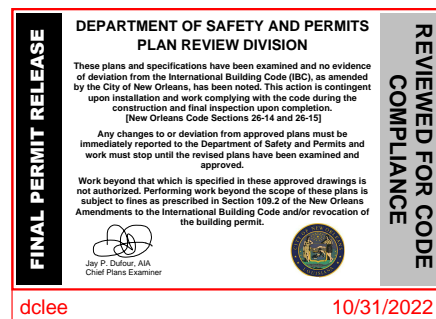 FINAL PERMIT RELEASE
DEPARTMENT OF SAFETY AND PERMITS
PLAN REVIEW DIVISION
These plans and specifications have been examined and no evidence
of deviation from the International Building Code (IBC), as amended
by the City of New Orleans, has been noted. This action is contingent
upon installation and work complying with the code during the
construction and final inspection upon completion.
[New Orleans Code Sections 26-14 and 26-15]
Any changes to or deviation from approved plans must be
immediately reported to the Department of Safety and Permits and
work must stop until the revised plans have been examined and
approved.
Work beyond that which is specified in these approved drawings is
not authorized. Performing work beyond the scope of these plans is
subject to fines as prescribed in Section 109.2 of the New Orleans
Amendments to the International Building Code and/or revocation of
the building permit.
Jay P. Dufour, AIA
Chief Plans Examiner
CITY OF NEW ORLEANS
LOUISIANA
REVIEWED FOR CODE
COMPLIANCE
dclee
10/31/2022